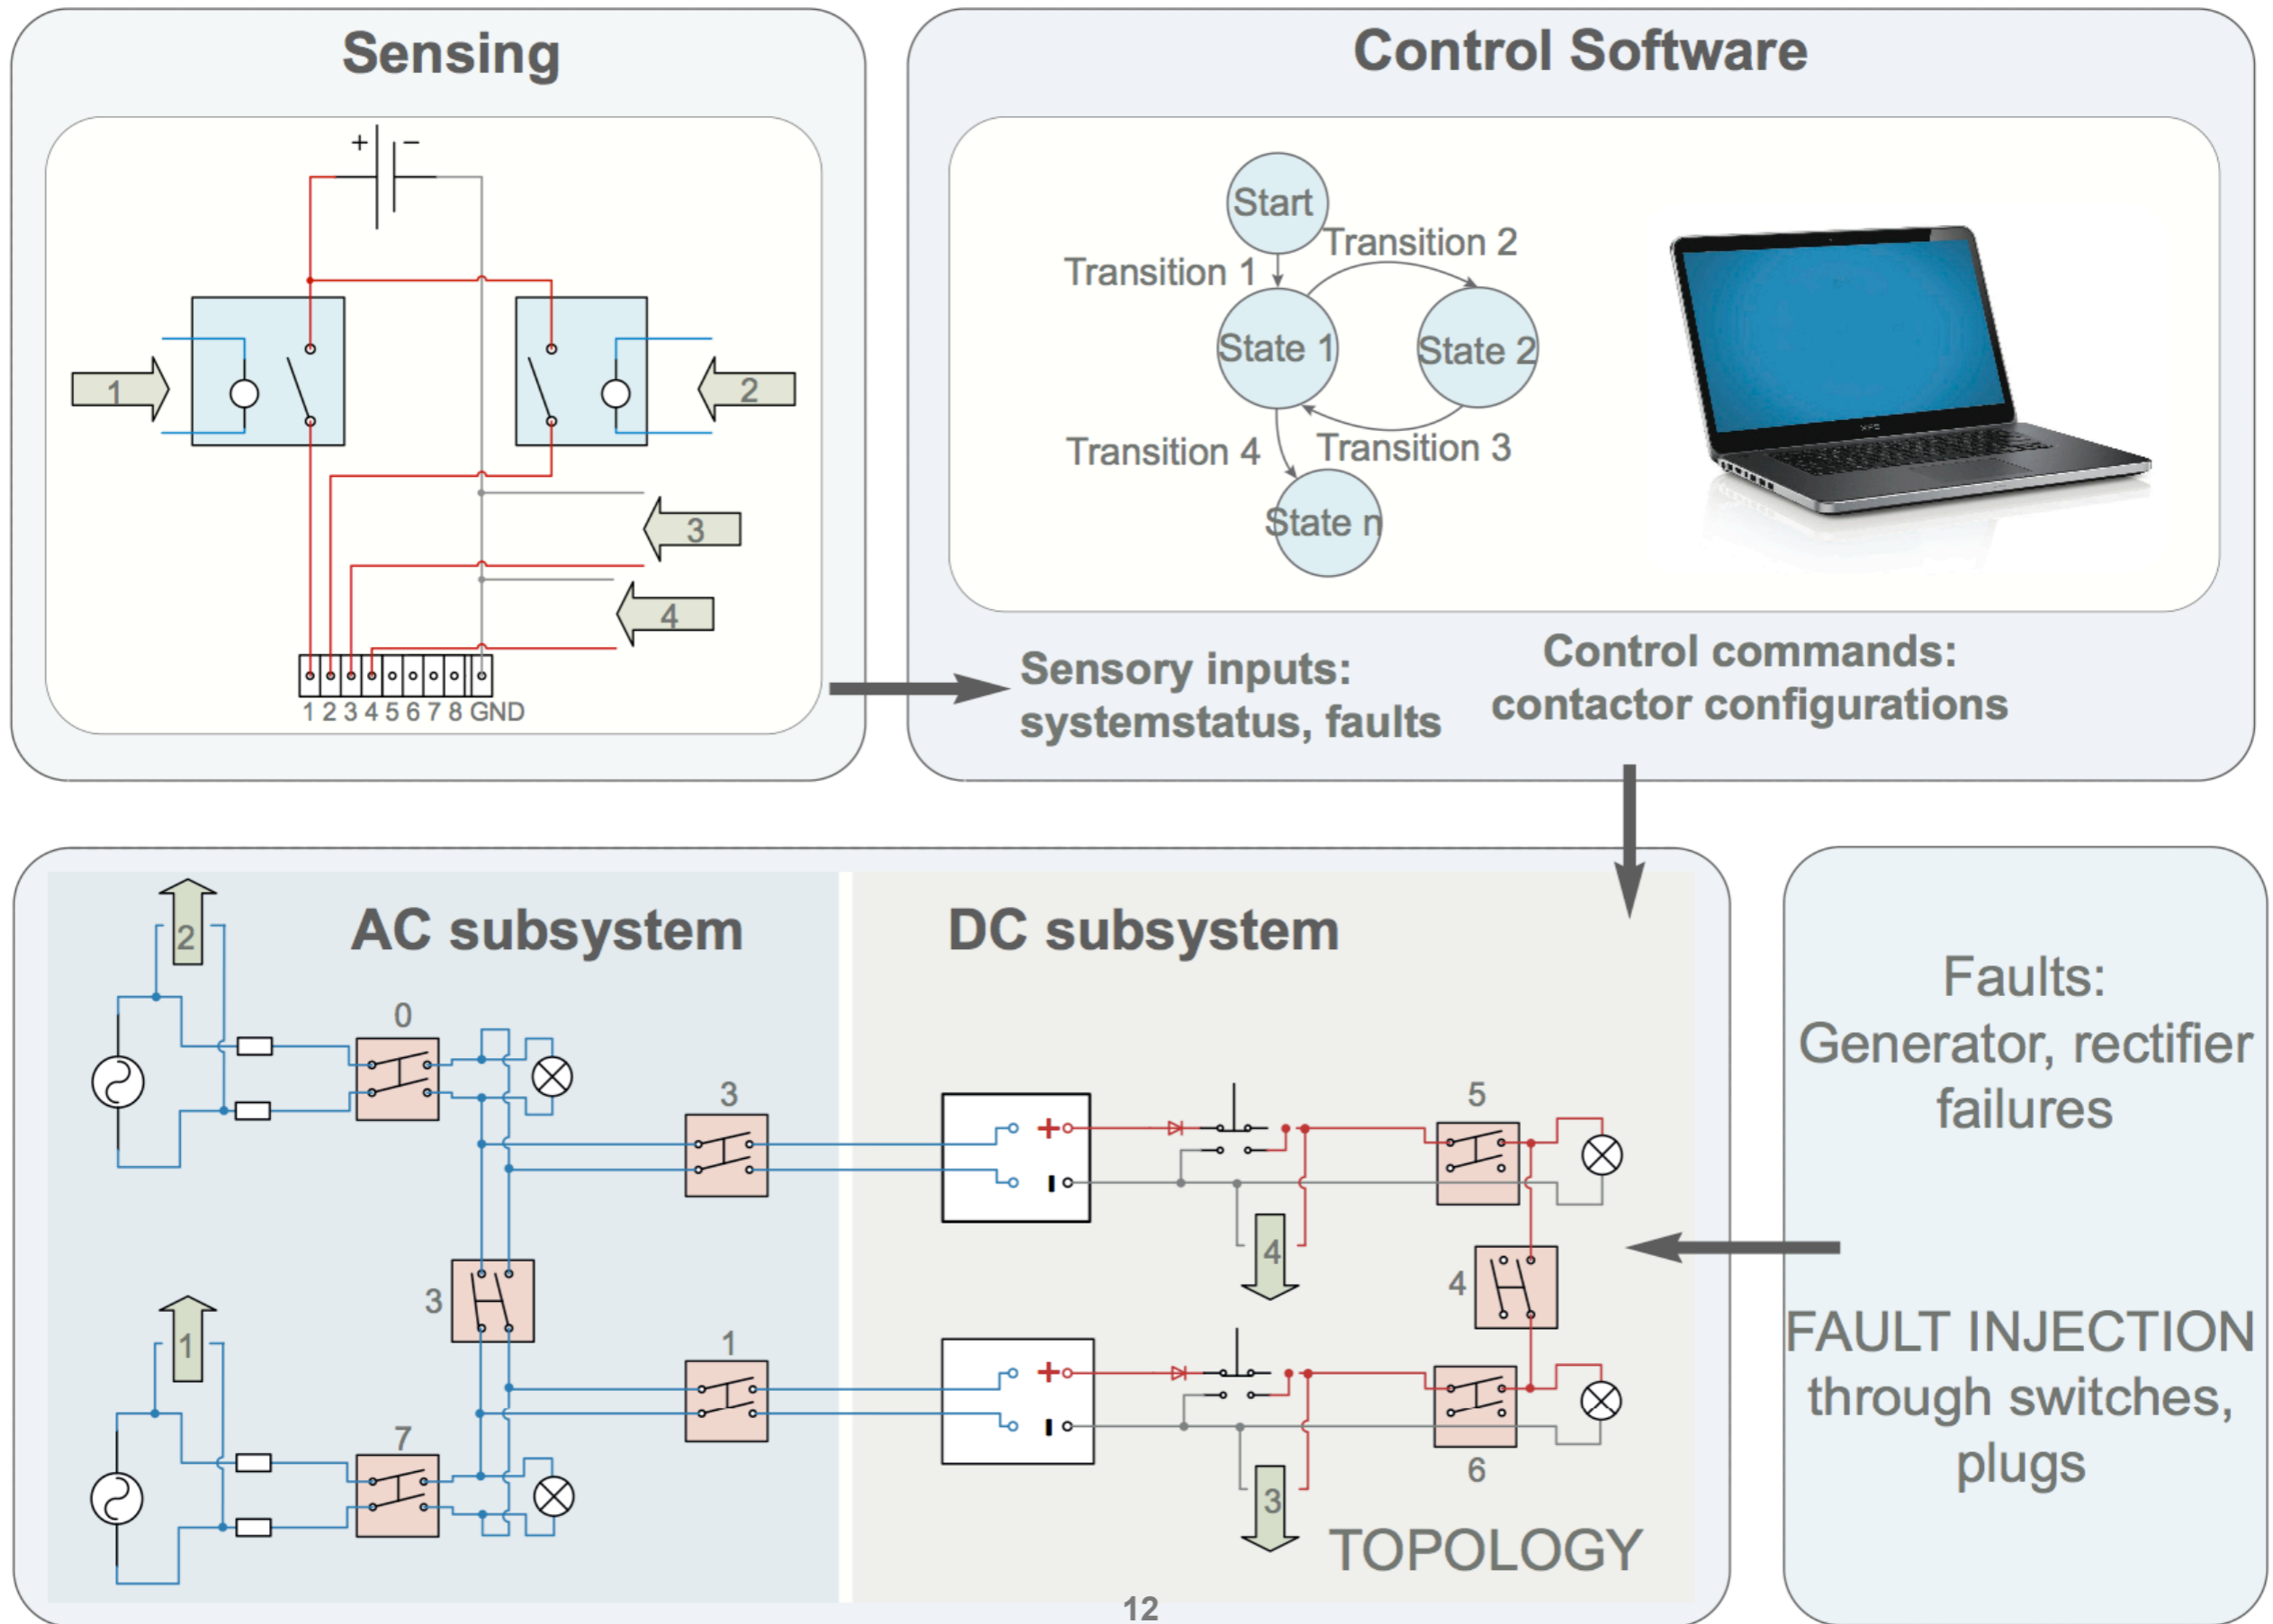 Sensing
+ −
1
2
3
4
1 2 3 4 5 6 7 8 GND
Control Software
Start
Transition 2
Transition 1
State 1
State 2
Transition 4
Transition 3
State n
Sensory inputs:
systemstatus, faults
Control commands:
contactor configurations
AC subsystem
2
0
3
3
1
1
7
DC subsystem
+
-
5
4
4
+
-
6
3
TOPOLOGY
Faults:
Generator, rectifier
failures
FAULT INJECTION
through switches,
plugs
12